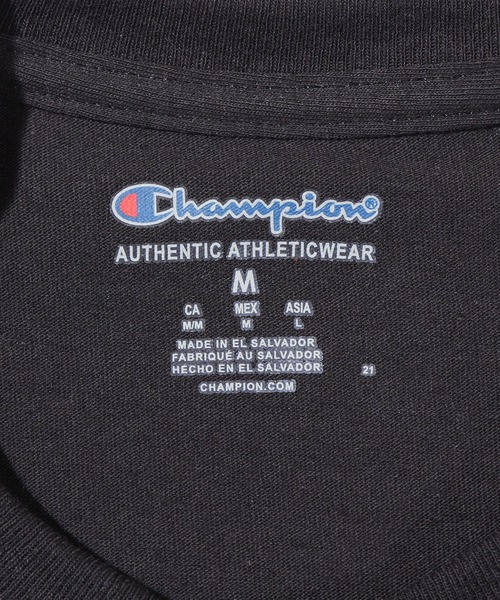 Champion®
AUTHENTIC ATHLETICWEAR
M
CA MEX ASIA
M/M M L
MADE IN EL SALVADOR
FABRIQUÉ AU SALVADOR
HECHO EN EL SALVADOR 21
CHAMPION.COM